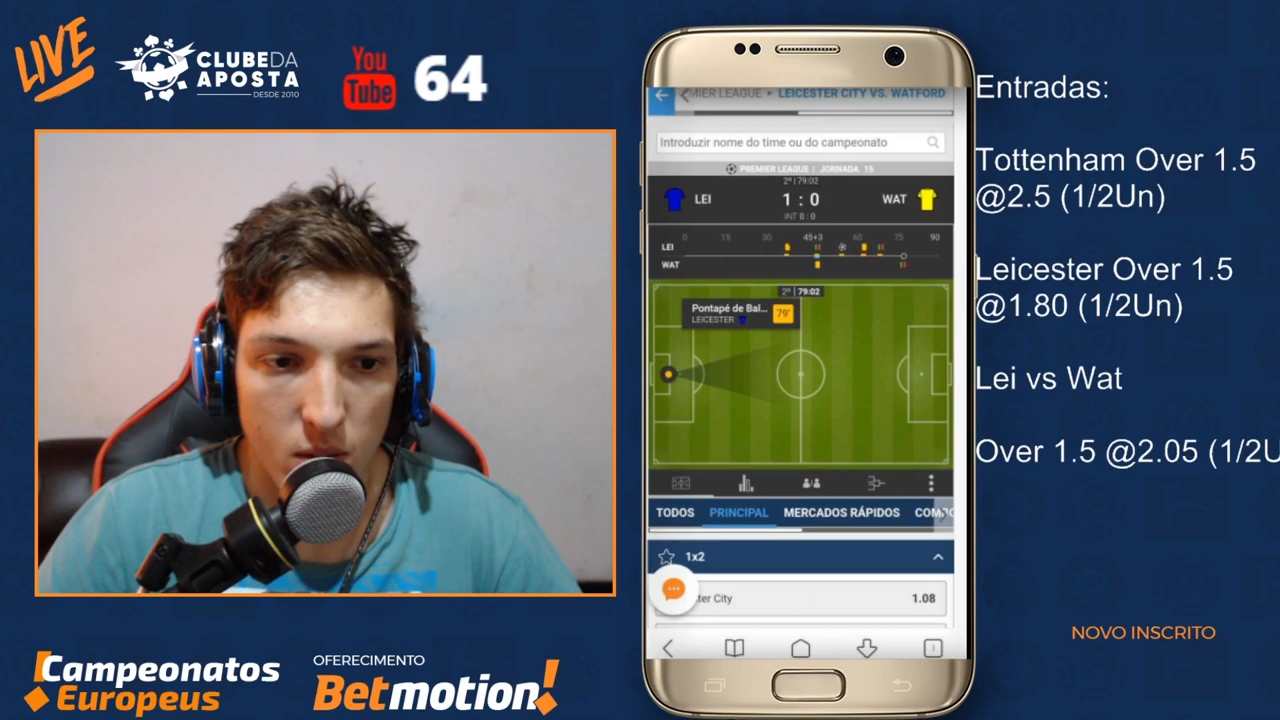 LIVE
CLUBEDA
APOSTA
DESDE 2010
You
Tube
64
MIER LEAGUE • LEICESTER CITY VS. WATFORD
Introduzir nome do time ou do campeonato
PREMIER LEAGUE | JORNADA 15
2º | 79:02
LEI
1 : 0
WAT
INT 0 : 0
0 15 30 45+3 60 75 90
LEI
WAT
2º | 79:02
Pontapé de Bal...
LEICESTER
79'
TODOS
PRINCIPAL
MERCADOS RÁPIDOS
1x2
ter City
1.08
Entradas:
Tottenham Over 1.5
@2.5 (1/2Un)
Leicester Over 1.5
@1.80 (1/2Un)
Lei vs Wat
Over 1.5 @2.05 (1/2U
NOVO INSCRITO
Campeonatos
Europeus
OFERECIMENTO
Betmotion!